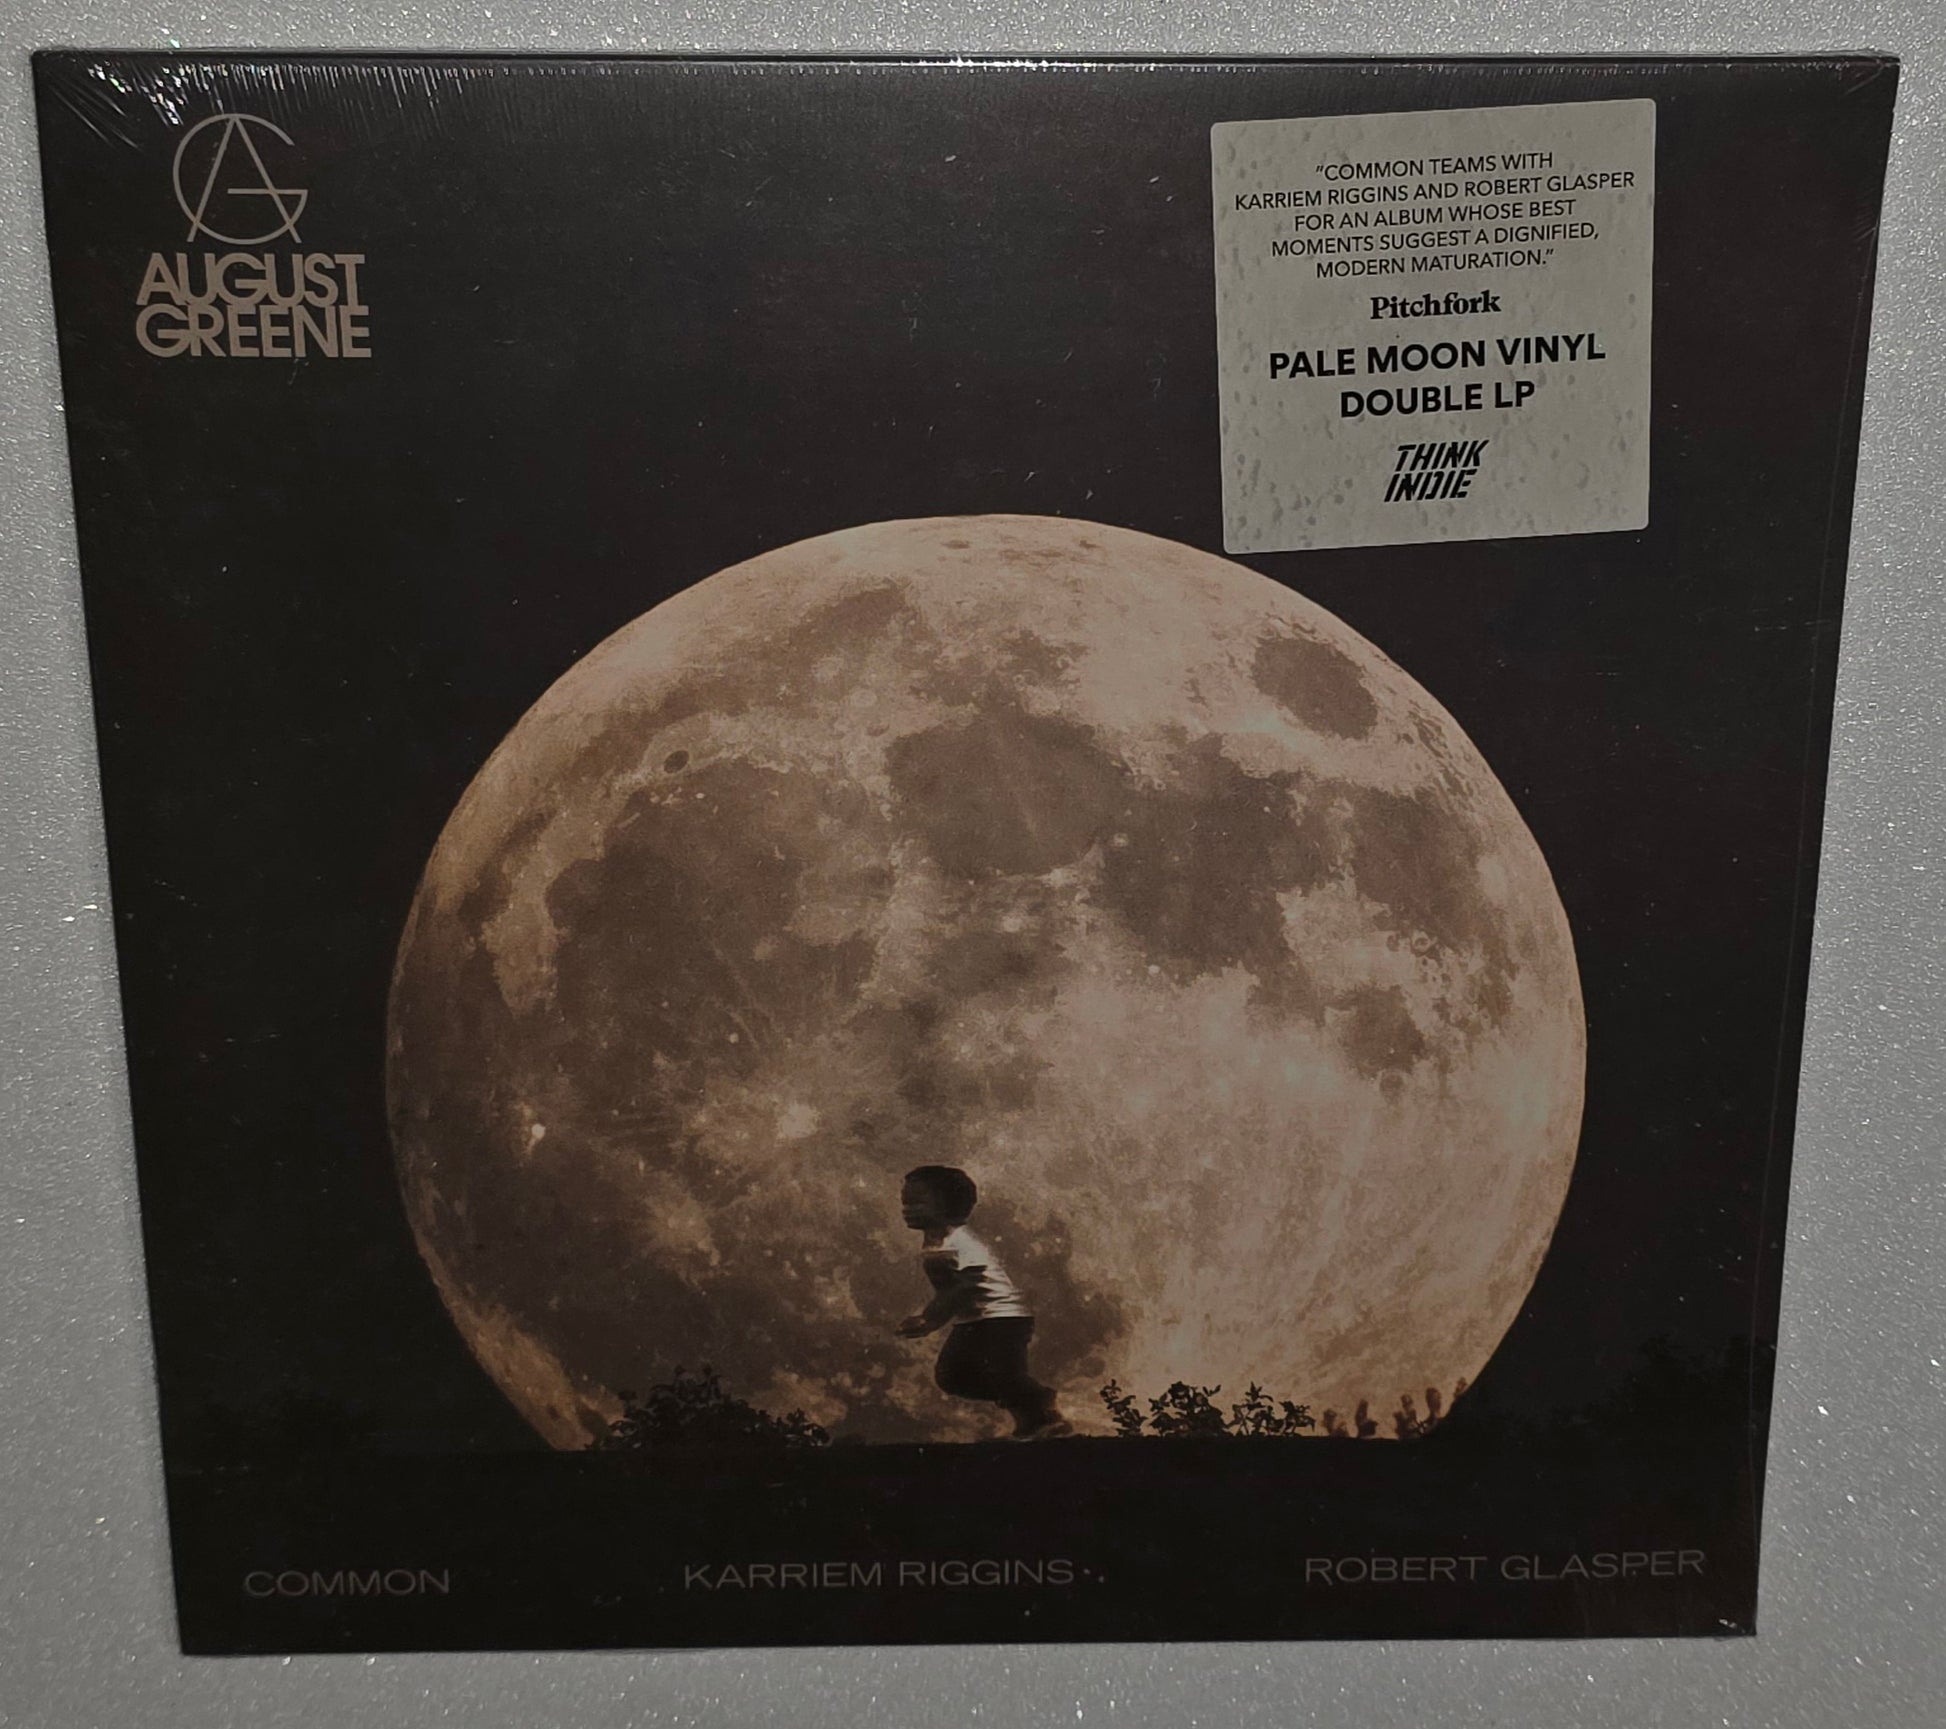 AG
AUGUST
GREENE
"COMMON TEAMS WITH
KARRIEM RIGGINS AND ROBERT GLASPER
FOR AN ALBUM WHOSE BEST
MOMENTS SUGGEST A DIGNIFIED,
MODERN MATURATION."
Pitchfork
PALE MOON VINYL
DOUBLE LP
THINK
INDIE
COMMON
KARRIEM RIGGINS
ROBERT GLASPER